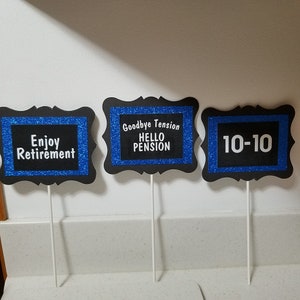 Enjoy
Retirement
Goodbye Tension
HELLO
PENSION
10-10